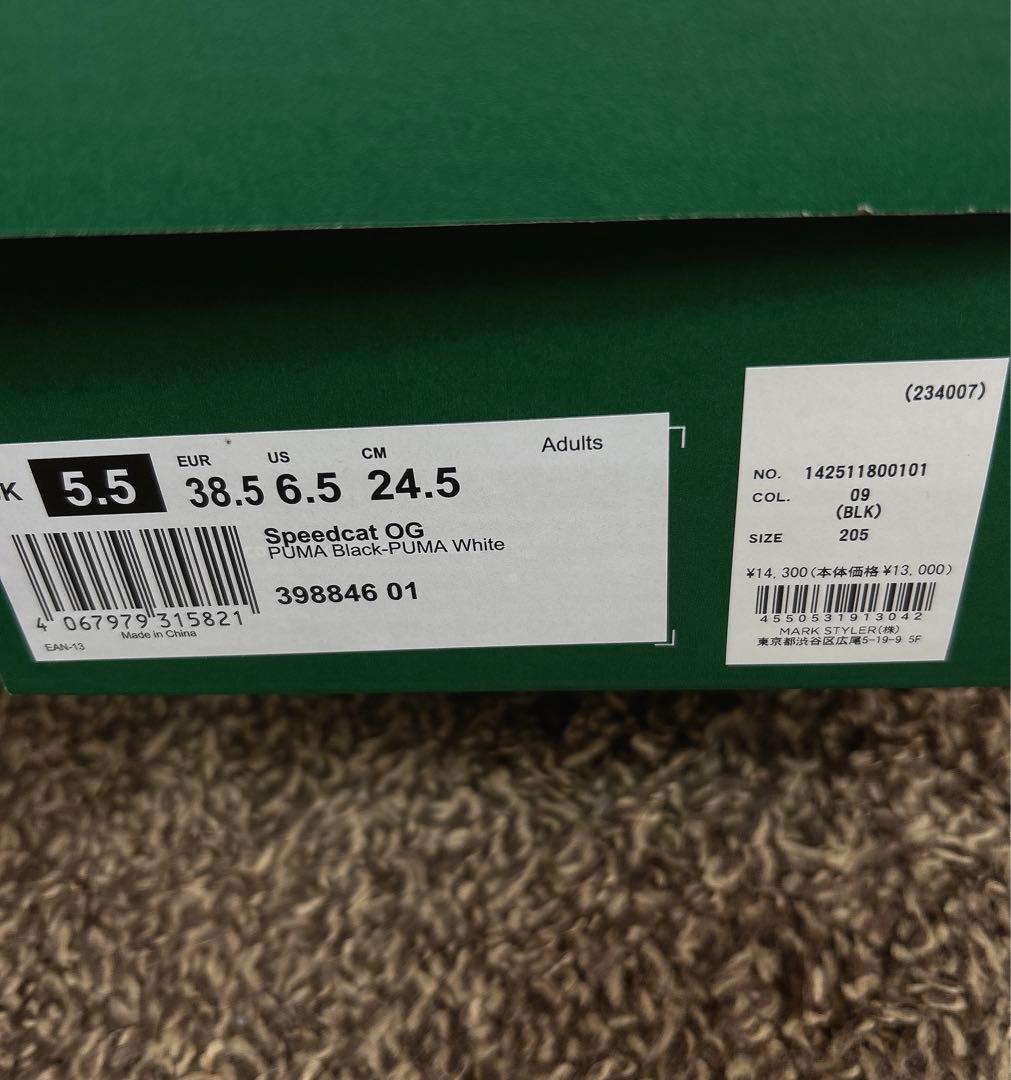 EUR US CM Adults
K 5.5 38.5 6.5 24.5
Speedcat OG
PUMA Black-PUMA White
398846 01
4 067979 315821
Made in China
EAN-13
(234007)
NO. 142511800101
COL. 09
(BLK)
SIZE 205
¥14,300(本体価格¥13,000)
4550531913042
MARK STYLER(株)
東京都渋谷区広尾5-19-9 5F